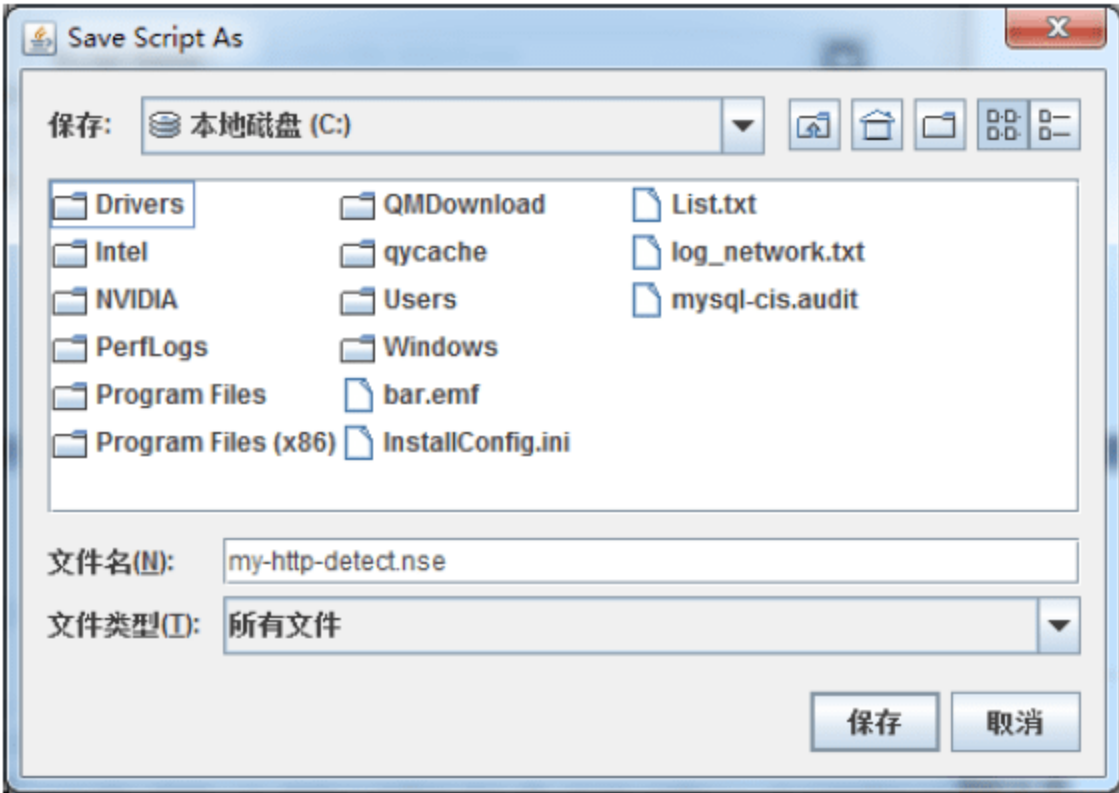 Save Script As
保存: 本地磁盘 (C:)
Drivers QMDownload List.txt
Intel qycache log_network.txt
NVIDIA Users mysql-cis.audit
PerfLogs Windows
Program Files bar.emf
Program Files (x86) InstallConfig.ini
文件名(N): my-http-detect.nse
文件类型(T): 所有文件
保存 取消